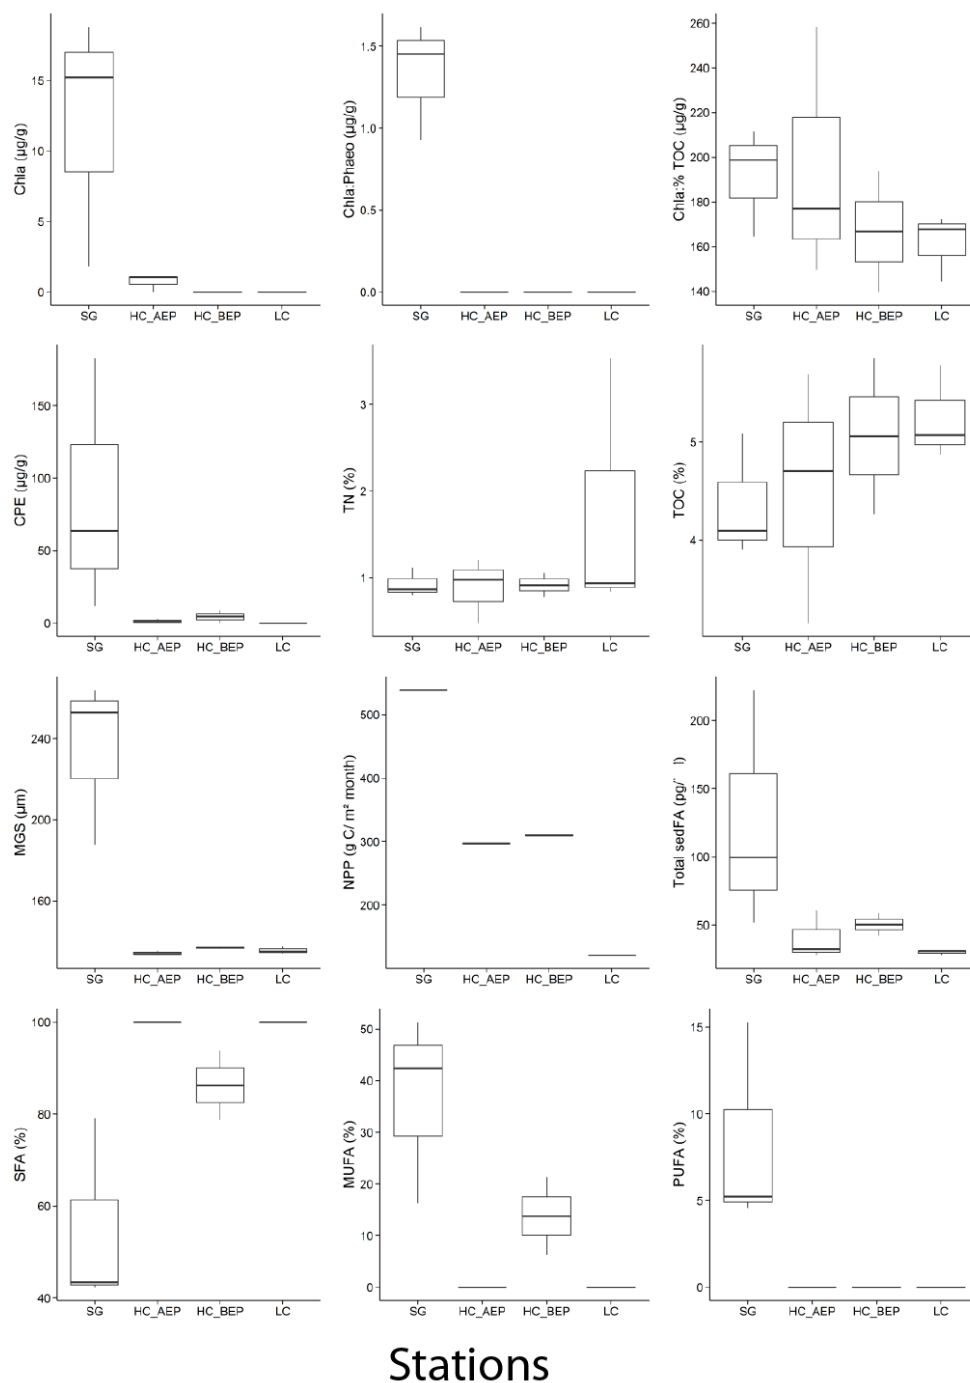 Chla (µg/g)
15
10
5
0
SG HC_AEP HC_BEP LC
Chla:Phaeo (µg/g)
1.5
1.0
0.5
0.0
SG HC_AEP HC_BEP LC
Chla:% TOC (µg/g)
260
240
220
200
180
160
140
SG HC_AEP HC_BEP LC
CPE (µg/g)
150
100
50
0
SG HC_AEP HC_BEP LC
TN (%)
3
2
1
SG HC_AEP HC_BEP LC
TOC (%)
5
4
SG HC_AEP HC_BEP LC
MGS (µm)
240
200
160
SG HC_AEP HC_BEP LC
NPP (g C/ m² month)
500
400
300
200
SG HC_AEP HC_BEP LC
Total sedFA
200
150
100
50
SG HC_AEP HC_BEP LC
SFA (%)
100
80
60
40
SG HC_AEP HC_BEP LC
MUFA (%)
50
40
30
20
10
0
SG HC_AEP HC_BEP LC
PUFA (%)
15
10
5
0
SG HC_AEP HC_BEP LC
Stations